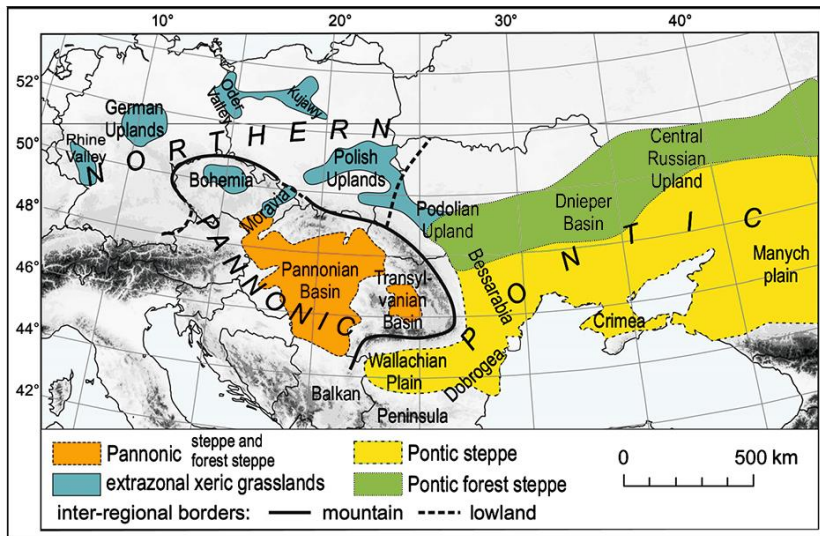 10° 20° 30° 40°
52°
50°
48°
46°
44°
42°
Oder
Valley
Kujawy
German
Uplands
NORTHERN
Rhine
Valley
Bohemia
Polish
Uplands
Central
Russian
Upland
Moravia
Podolian
Upland
Dnieper
Basin
PANNONIC
Pannonian
Basin
Transyl-
vanian
Basin
Bessarabia
PONTIC
Manych
plain
Crimea
Wallachian
Plain
Dobrogea
Balkan
Peninsula
Pannonic steppe and
forest steppe
Pontic steppe
0 500 km
extrazonal xeric grasslands
Pontic forest steppe
inter-regional borders: mountain lowland